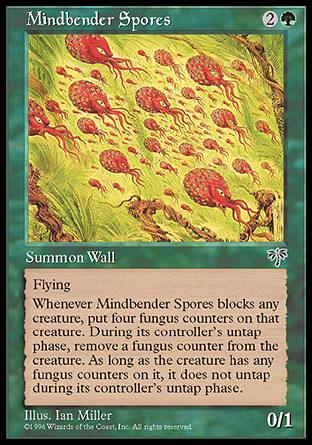 Mindbender Spores 2
Summon Wall
Flying
Whenever Mindbender Spores blocks any
creature, put four fungus counters on that
creature. During its controller's untap
phase, remove a fungus counter from the
creature. As long as the creature has any
fungus counters on it, it does not untap
during its controller's untap phase.
Illus. Ian Miller
©1996 Wizards of the Coast, Inc. All rights reserved.
0/1